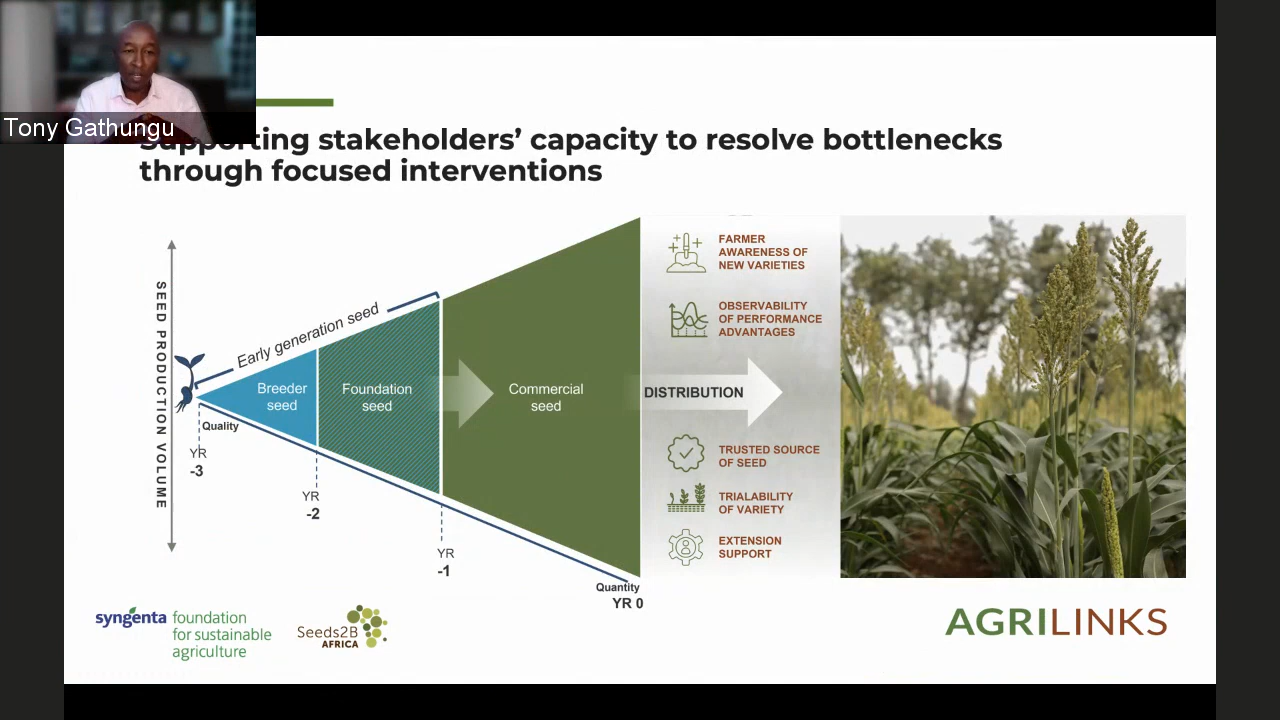 Tony Gathungu
Supporting stakeholders’ capacity to resolve bottlenecks
through focused interventions
SEED PRODUCTION VOLUME
Early generation seed
Breeder
seed
Foundation
seed
Commercial
seed
Quality
YR
-3
YR
-2
YR
-1
Quantity
YR 0
FARMER
AWARENESS OF
NEW VARIETIES
OBSERVABILITY
OF PERFORMANCE
ADVANTAGES
DISTRIBUTION
TRUSTED SOURCE
OF SEED
TRIALABILITY
OF VARIETY
EXTENSION
SUPPORT
syngenta foundation
for sustainable
agriculture
Seeds2B
AFRICA
AGRILINKS